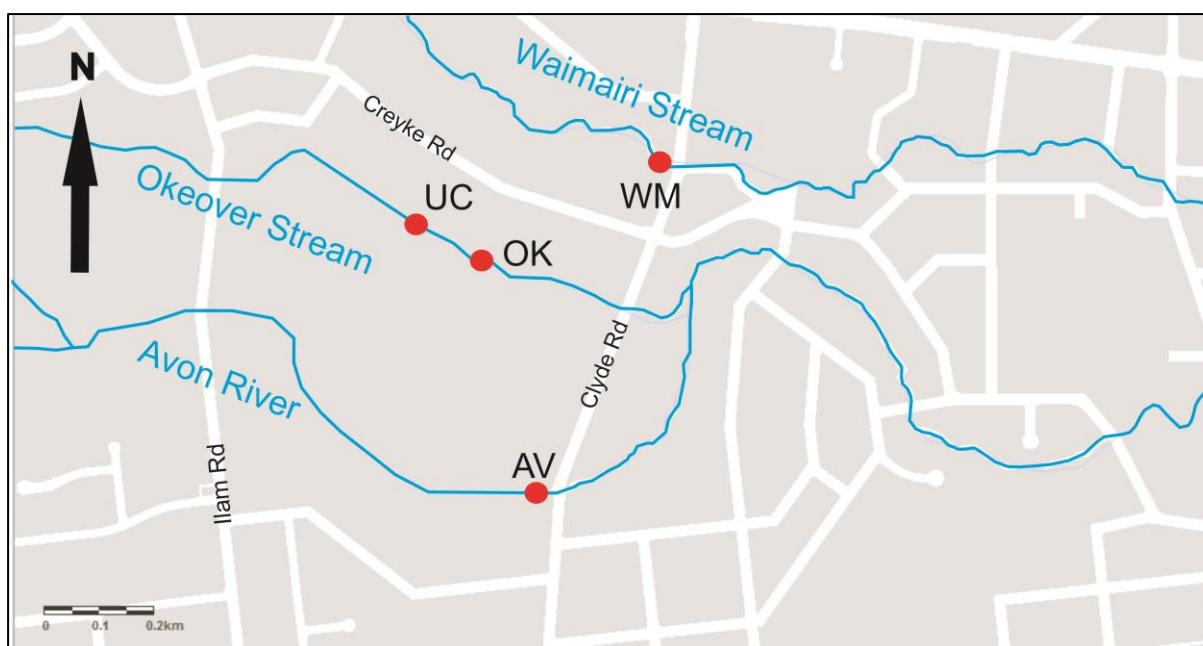 N
Waimairi Stream
Creyke Rd
WM
UC
Okeover Stream
OK
Clyde Rd
Avon River
AV
Ilam Rd
0 0.1 0.2km